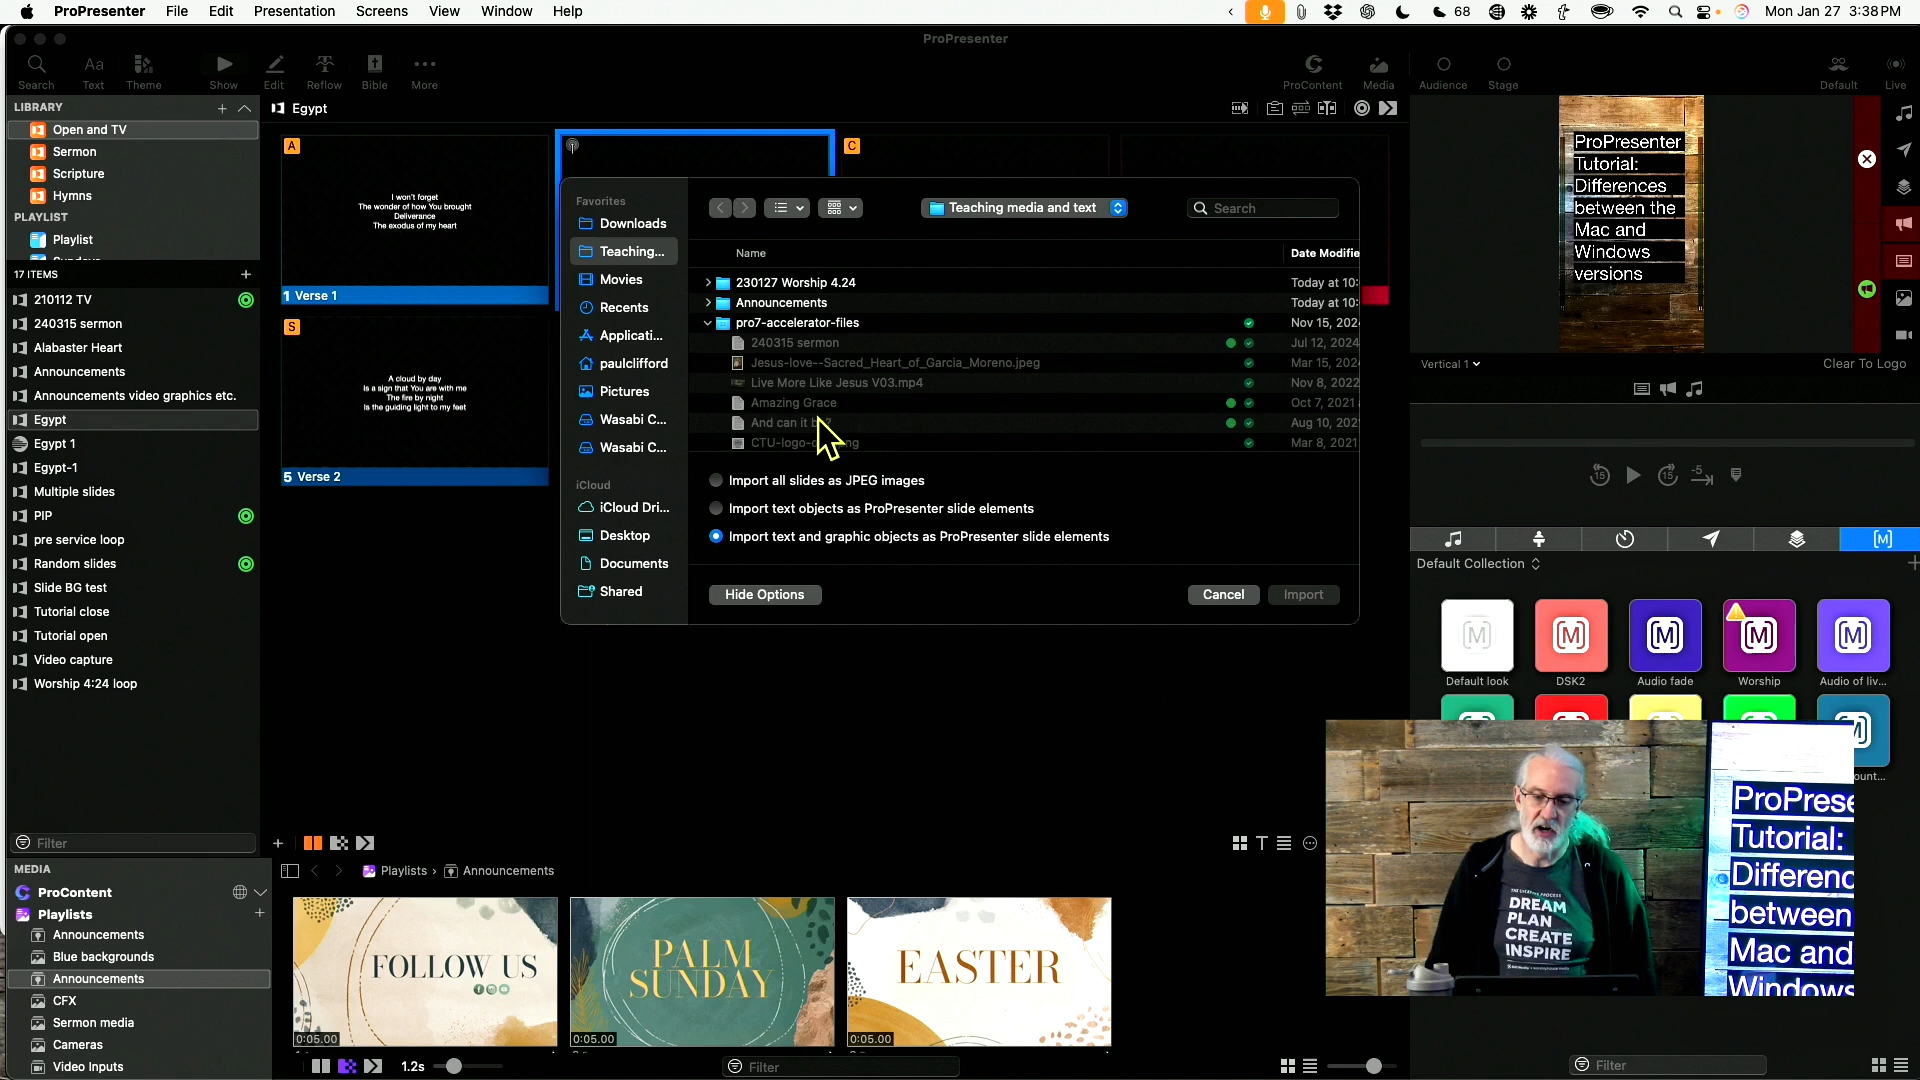 ProPresenter File Edit Presentation Screens View Window Help
68
Mon Jan 27 3:38 PM
ProPresenter
Search Text Theme Show Edit Reflow Bible More
ProContent Media Audience Stage Default Live
LIBRARY
Open and TV
Sermon
Scripture
Hymns
PLAYLIST
Playlist
17 ITEMS
210112 TV
240315 sermon
Alabaster Heart
Announcements
Announcements video graphics etc.
Egypt
Egypt 1
Egypt-1
Multiple slides
PIP
pre service loop
Random slides
Slide BG test
Tutorial close
Tutorial open
Video capture
Worship 4:24 loop
Filter
Egypt
A
I won't forget
The wonder of how You brought
Deliverance
The exodus of my heart
1 Verse 1
C
S
A cloud by day
Is a sign that You are with me
The fire by night
Is the guiding light to my feet
5 Verse 2
Favorites
Downloads
Teaching...
Movies
Recents
Applicati...
paulclifford
Pictures
Wasabi C...
Wasabi C...
iCloud
iCloud Dri...
Desktop
Documents
Shared
Teaching media and text
Search
Name Date Modifie
230127 Worship 4.24 Today at 10:
Announcements Today at 10:
pro7-accelerator-files Nov 15, 202
240315 sermon Jul 12, 2024
Jesus-love--Sacred_Heart_of_Garcia_Moreno.jpeg Mar 15, 202
Live More Like Jesus V03.mp4 Nov 8, 2022
Amazing Grace Oct 7, 2021
And can it Aug 10, 202
Mar 8, 2021
Import all slides as JPEG images
Import text objects as ProPresenter slide elements
Import text and graphic objects as ProPresenter slide elements
Hide Options Cancel Import
ProPresenter
Tutorial:
Differences
between the
Mac and
Windows
versions
Vertical 1
Clear To Logo
15 15 -5
Default Collection
Default look DSK2 Audio fade Worship Audio of liv...
ount...
MEDIA
ProContent
Playlists
Announcements
Blue backgrounds
Announcements
CFX
Sermon media
Cameras
Video Inputs
Playlists › Announcements
FOLLOW US
0:05.00
PALM
SUNDAY
0:05.00
EASTER
0:05.00
1.2s
Filter
Filter
DREAM
PLAN
CREATE
INSPIRE
ProPrese
Tutorial:
Differenc
between
Mac and
Windows